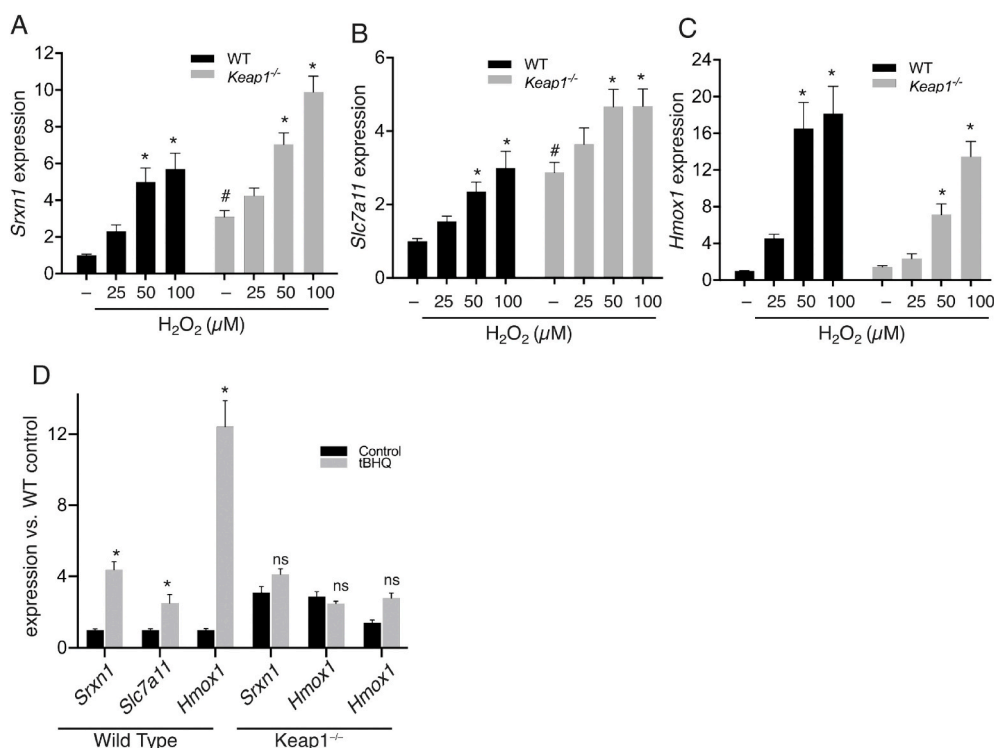 A
WT
Keap1⁻/⁻
Srxn1 expression
12
10
8
6
4
2
0
* * # * *
– 25 50 100 – 25 50 100
H₂O₂ (µM)
B
WT
Keap1⁻/⁻
Slc7a11 expression
6
4
2
0
* * # * *
– 25 50 100 – 25 50 100
H₂O₂ (µM)
C
WT
Keap1⁻/⁻
Hmox1 expression
24
20
16
12
8
4
0
* * * *
– 25 50 100 – 25 50 100
H₂O₂ (µM)
D
Control
tBHQ
expression vs. WT control
12
8
4
0
* * * ns ns ns
Srxn1 Slc7a11 Hmox1 Srxn1 Hmox1 Hmox1
Wild Type Keap1⁻/⁻